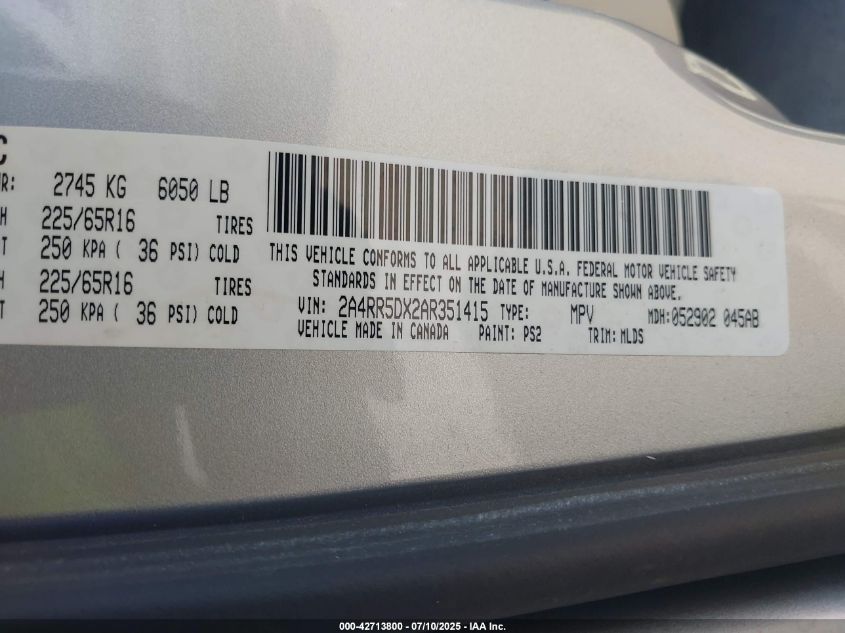 C
2745 KG 6050 LB
225/65R16 TIRES
250 KPA ( 36 PSI) COLD
225/65R16 TIRES
250 KPA ( 36 PSI) COLD
THIS VEHICLE CONFORMS TO ALL APPLICABLE U.S.A. FEDERAL MOTOR VEHICLE SAFETY
STANDARDS IN EFFECT ON THE DATE OF MANUFACTURE SHOWN ABOVE.
VIN: 2A4RR5DX2AR351415 TYPE: MPV MDH:052902 045AB
VEHICLE MADE IN CANADA PAINT: PS2 TRIM: MLDS
000-42713800 - 07/10/2025 - IAA Inc.